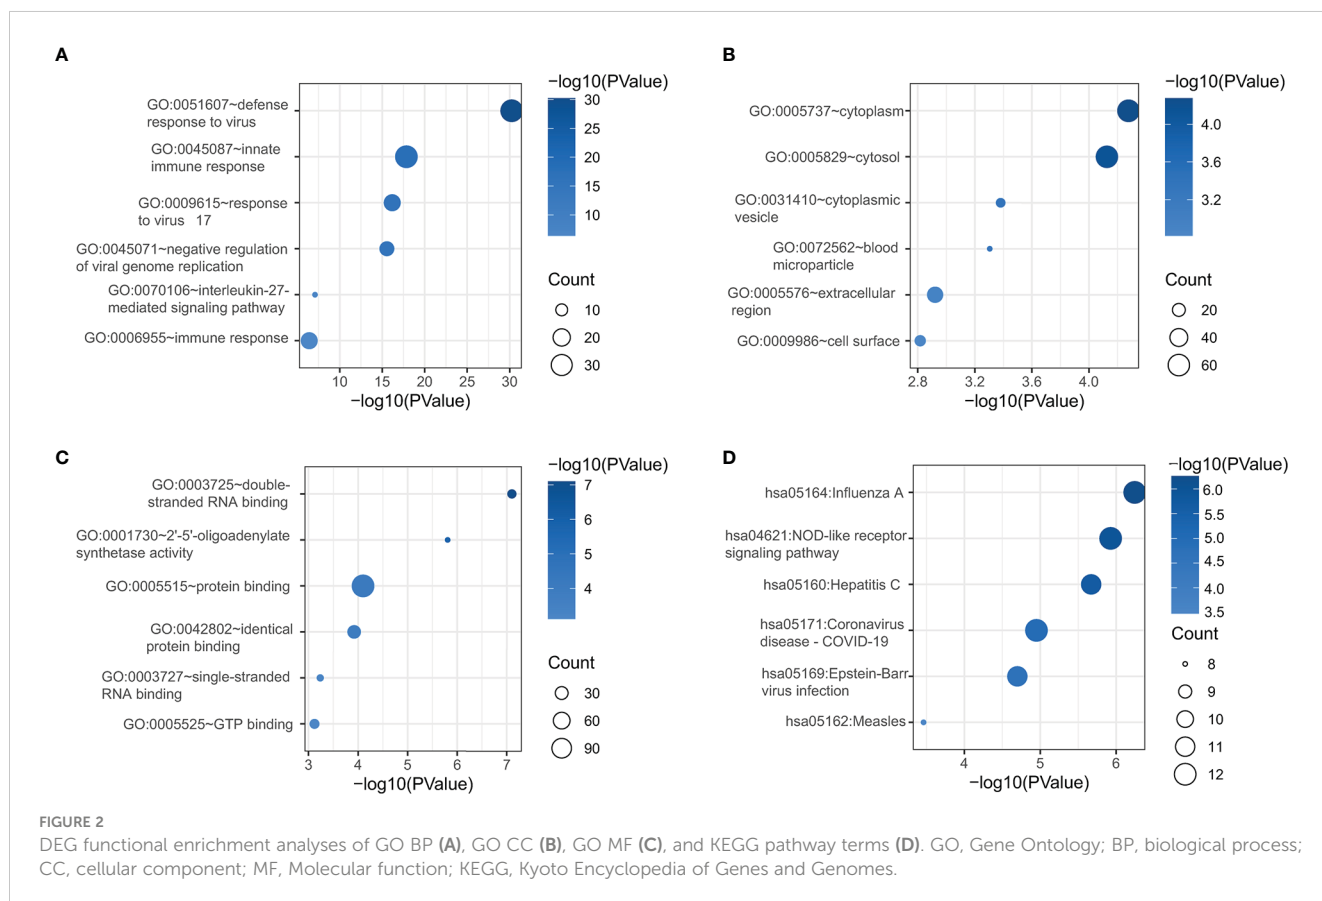 A
GO:0051607~defense
response to virus
GO:0045087~innate
immune response
GO:0009615~response
to virus 17
GO:0045071~negative regulation
of viral genome replication
GO:0070106~interleukin-27-
mediated signaling pathway
GO:0006955~immune response
10 15 20 25 30
−log10(PValue)
−log10(PValue)
30
25
20
15
10
Count
10
20
30
B
GO:0005737~cytoplasm
GO:0005829~cytosol
GO:0031410~cytoplasmic
vesicle
GO:0072562~blood
microparticle
GO:0005576~extracellular
region
GO:0009986~cell surface
2.8 3.2 3.6 4.0
−log10(PValue)
−log10(PValue)
4.0
3.6
3.2
Count
20
40
60
C
GO:0003725~double-
stranded RNA binding
GO:0001730~2'-5'-oligoadenylate
synthetase activity
GO:0005515~protein binding
GO:0042802~identical
protein binding
GO:0003727~single-stranded
RNA binding
GO:0005525~GTP binding
3 4 5 6 7
−log10(PValue)
−log10(PValue)
7
6
5
4
Count
30
60
90
D
hsa05164:Influenza A
hsa04621:NOD-like receptor
signaling pathway
hsa05160:Hepatitis C
hsa05171:Coronavirus
disease - COVID-19
hsa05169:Epstein-Barr
virus infection
hsa05162:Measles
4 5 6
−log10(PValue)
−log10(PValue)
6.0
5.5
5.0
4.5
4.0
3.5
Count
8
9
10
11
12
FIGURE 2
DEG functional enrichment analyses of GO BP (A), GO CC (B), GO MF (C), and KEGG pathway terms (D). GO, Gene Ontology; BP, biological process;
CC, cellular component; MF, Molecular function; KEGG, Kyoto Encyclopedia of Genes and Genomes.